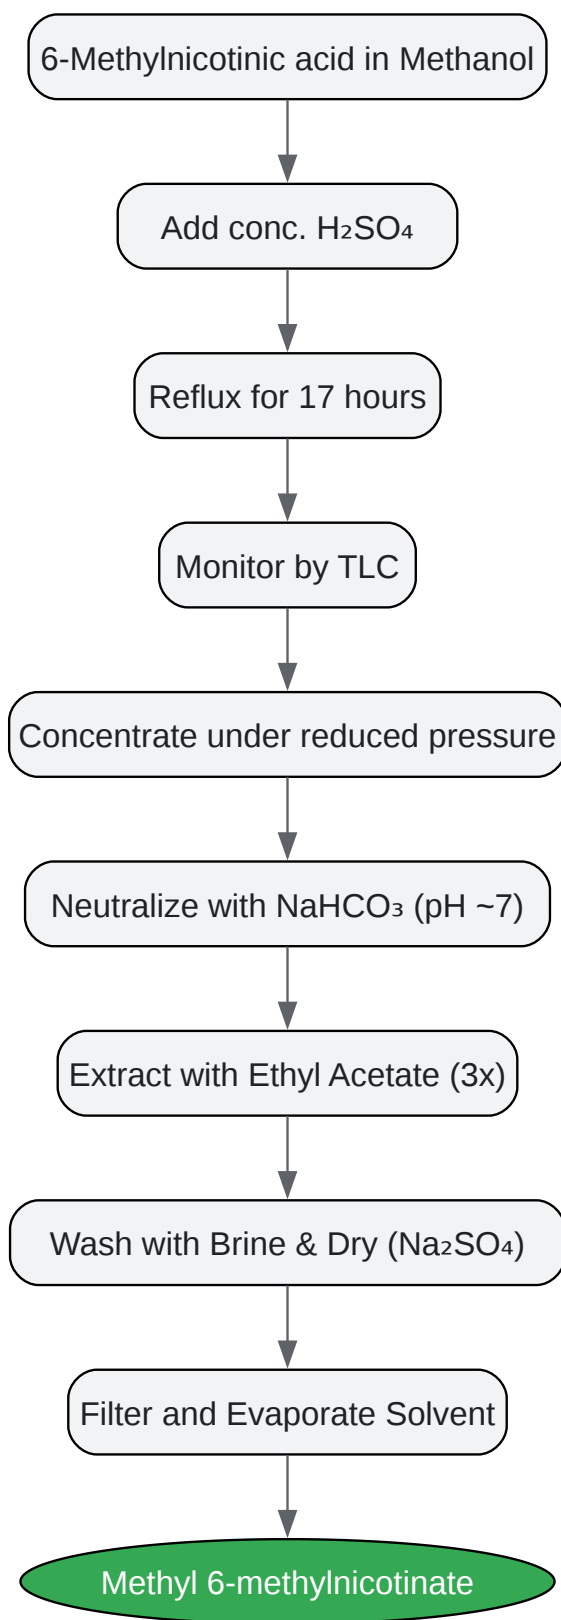 6-Methylnicotinic acid in Methanol
Add conc. H₂SO₄
Reflux for 17 hours
Monitor by TLC
Concentrate under reduced pressure
Neutralize with NaHCO₃ (pH ~7)
Extract with Ethyl Acetate (3x)
Wash with Brine & Dry (Na₂SO₄)
Filter and Evaporate Solvent
Methyl 6-methylnicotinate